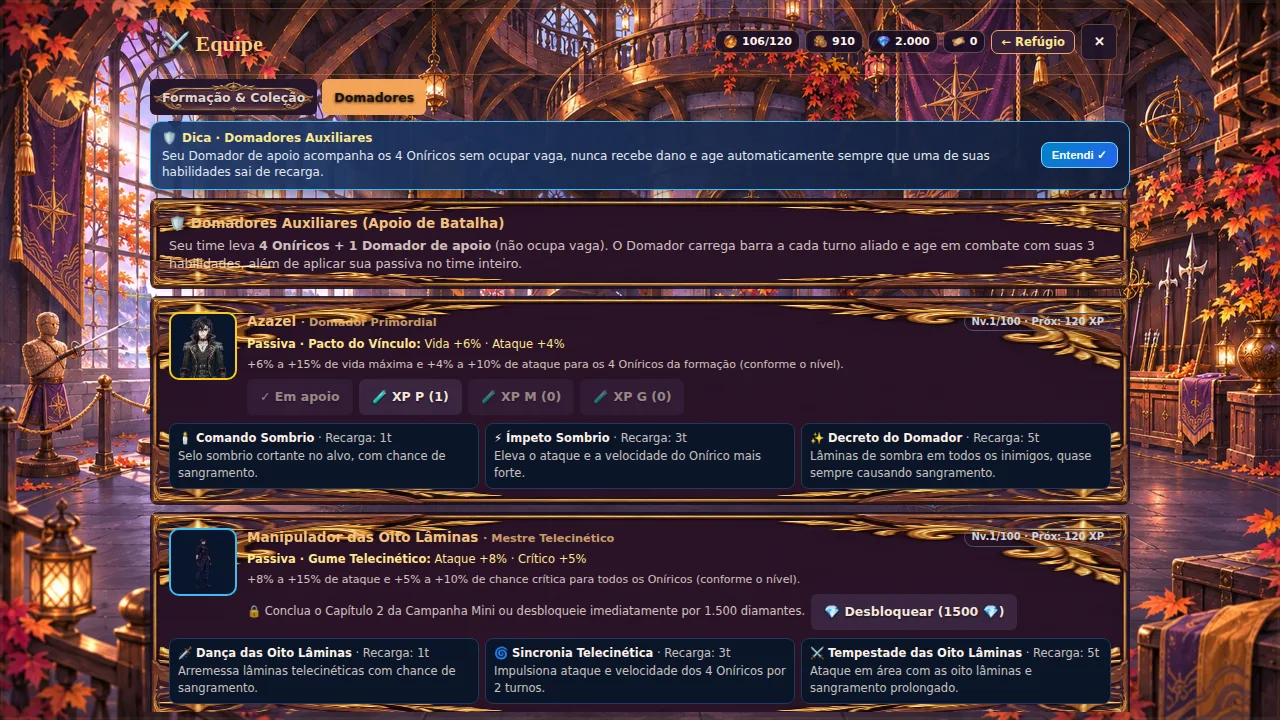 ⚔️ Equipe
106/120
910
2.000
0
← Refúgio
✕
Formação & Coleção
Domadores
🛡️ Dica · Domadores Auxiliares
Seu Domador de apoio acompanha os 4 Oníricos sem ocupar vaga, nunca recebe dano e age automaticamente sempre que uma de suas
habilidades sai de recarga.
Entendi ✓
🛡️ Domadores Auxiliares (Apoio de Batalha)
Seu time leva 4 Oníricos + 1 Domador de apoio (não ocupa vaga). O Domador carrega barra a cada turno aliado e age em combate com suas 3
habilidades, além de aplicar sua passiva no time inteiro.
Azazel · Domador Primordial
Nv.1/100 · Próx: 120 XP
Passiva · Pacto do Vínculo: Vida +6% · Ataque +4%
+6% a +15% de vida máxima e +4% a +10% de ataque para os 4 Oníricos da formação (conforme o nível).
✓ Em apoio
🧪 XP P (1)
🧪 XP M (0)
🧪 XP G (0)
🕯️ Comando Sombrio · Recarga: 1t
Selo sombrio cortante no alvo, com chance de
sangramento.
⚡ Ímpeto Sombrio · Recarga: 3t
Eleva o ataque e a velocidade do Onírico mais
forte.
✨ Decreto do Domador · Recarga: 5t
Lâminas de sombra em todos os inimigos, quase
sempre causando sangramento.
Manipulador das Oito Lâminas · Mestre Telecinético
Nv.1/100 · Próx: 120 XP
Passiva · Gume Telecinético: Ataque +8% · Crítico +5%
+8% a +15% de ataque e +5% a +10% de chance crítica para todos os Oníricos (conforme o nível).
🔒 Conclua o Capítulo 2 da Campanha Mini ou desbloqueie imediatamente por 1.500 diamantes.
💎 Desbloquear (1500 💎)
🗡️ Dança das Oito Lâminas · Recarga: 1t
Arremessa lâminas telecinéticas com chance de
sangramento.
🌀 Sincronia Telecinética · Recarga: 3t
Impulsiona ataque e velocidade dos 4 Oníricos por
2 turnos.
⚔️ Tempestade das Oito Lâminas · Recarga: 5t
Ataque em área com as oito lâminas e
sangramento prolongado.